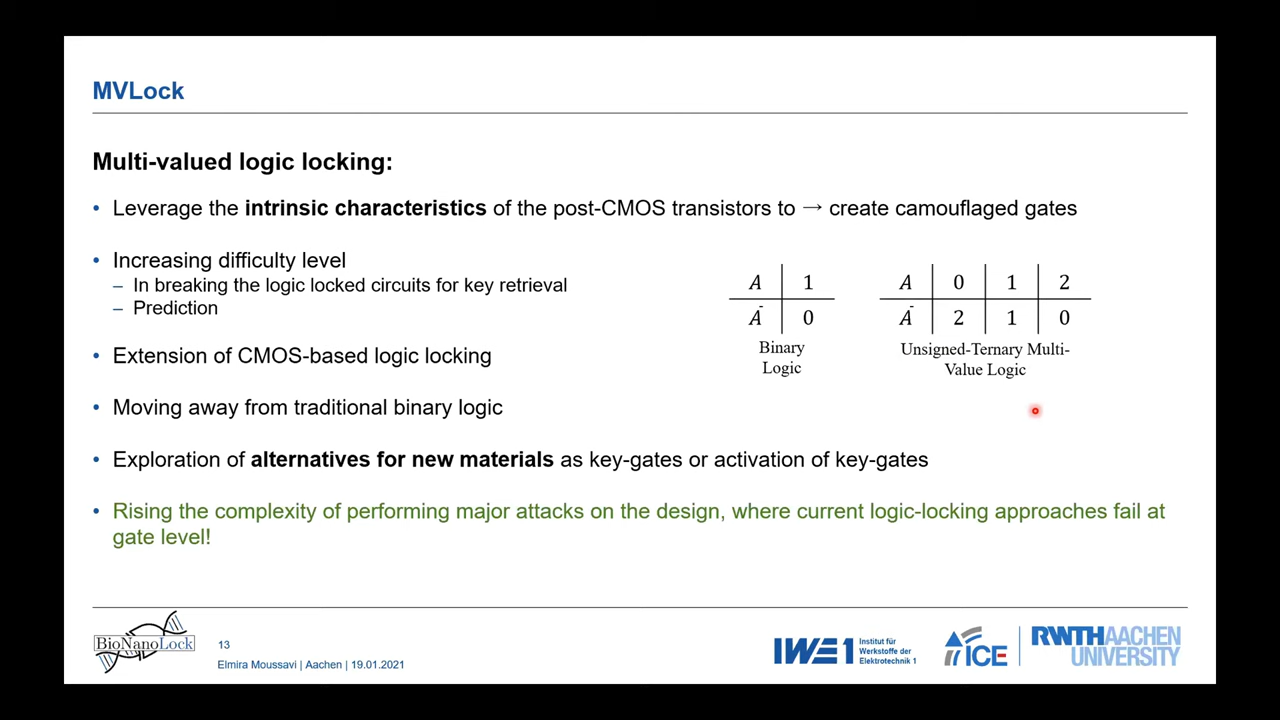 MVLock
Multi-valued logic locking:
• Leverage the intrinsic characteristics of the post-CMOS transistors to → create camouflaged gates
• Increasing difficulty level
– In breaking the logic locked circuits for key retrieval
– Prediction
• Extension of CMOS-based logic locking
• Moving away from traditional binary logic
• Exploration of alternatives for new materials as key-gates or activation of key-gates
• Rising the complexity of performing major attacks on the design, where current logic-locking approaches fail at
gate level!
A 1
Ā 0
Binary
Logic
A 0 1 2
Ā 2 1 0
Unsigned-Ternary Multi-
Value Logic
BioNanoLock
13
Elmira Moussavi | Aachen | 19.01.2021
IWE1
Institut für
Werkstoffe der
Elektrotechnik 1
ICE
RWTHAACHEN
UNIVERSITY